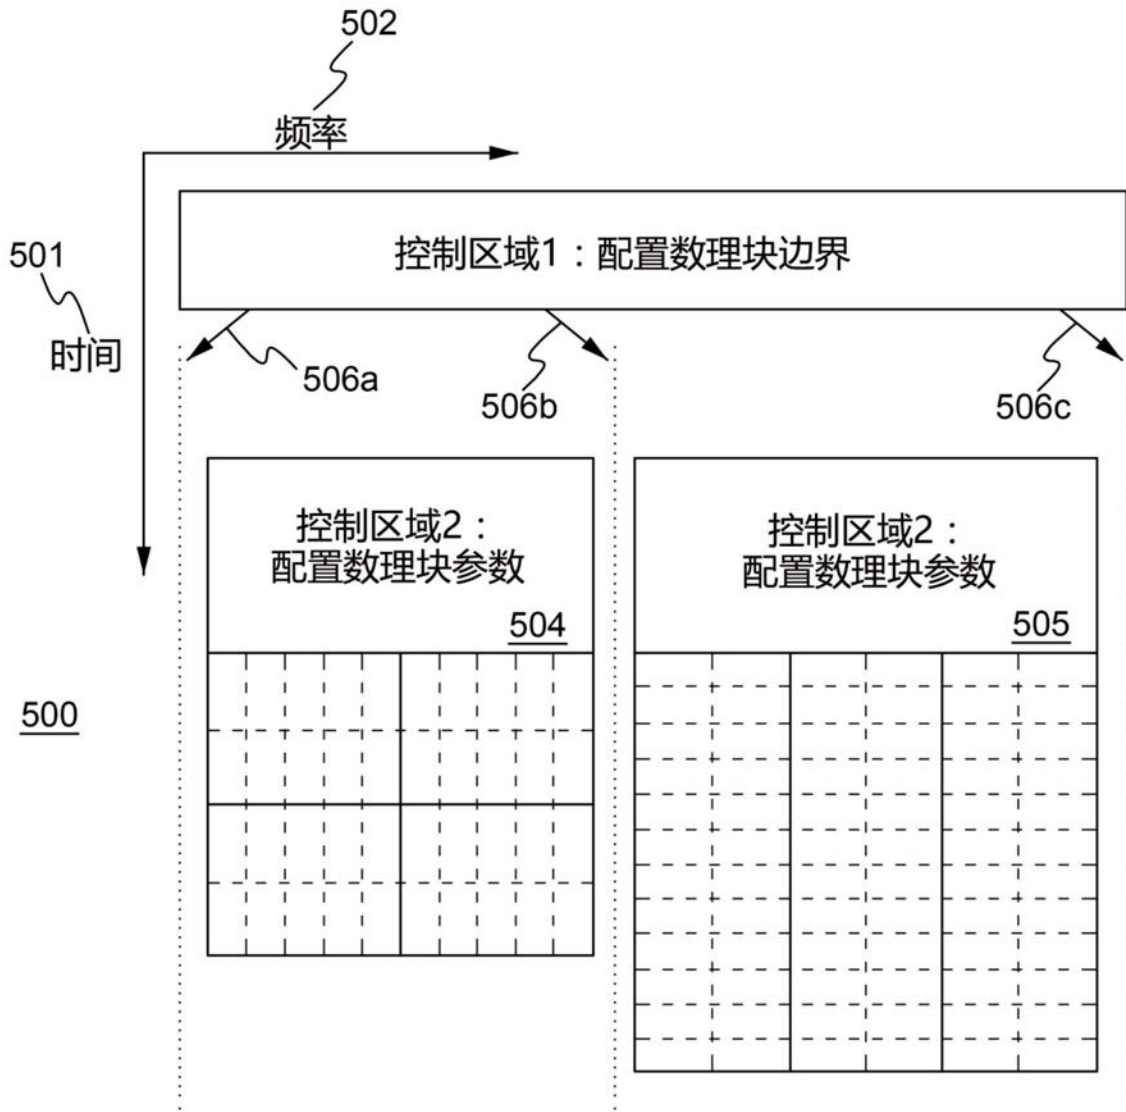 502
频率
控制区域1：配置数理块边界
501
时间
506a
506b
506c
控制区域2：
配置数理块参数
504
控制区域2：
配置数理块参数
505
500